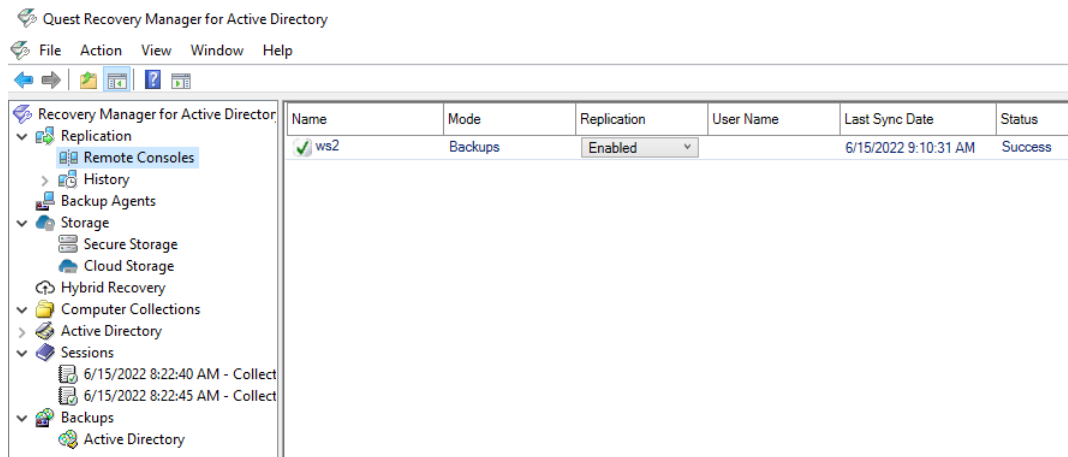 Quest Recovery Manager for Active Directory
File Action View Window Help
Recovery Manager for Active Director
Replication
Remote Consoles
History
Backup Agents
Storage
Secure Storage
Cloud Storage
Hybrid Recovery
Computer Collections
Active Directory
Sessions
6/15/2022 8:22:40 AM - Collect
6/15/2022 8:22:45 AM - Collect
Backups
Active Directory
Name Mode Replication User Name Last Sync Date Status
ws2 Backups Enabled 6/15/2022 9:10:31 AM Success